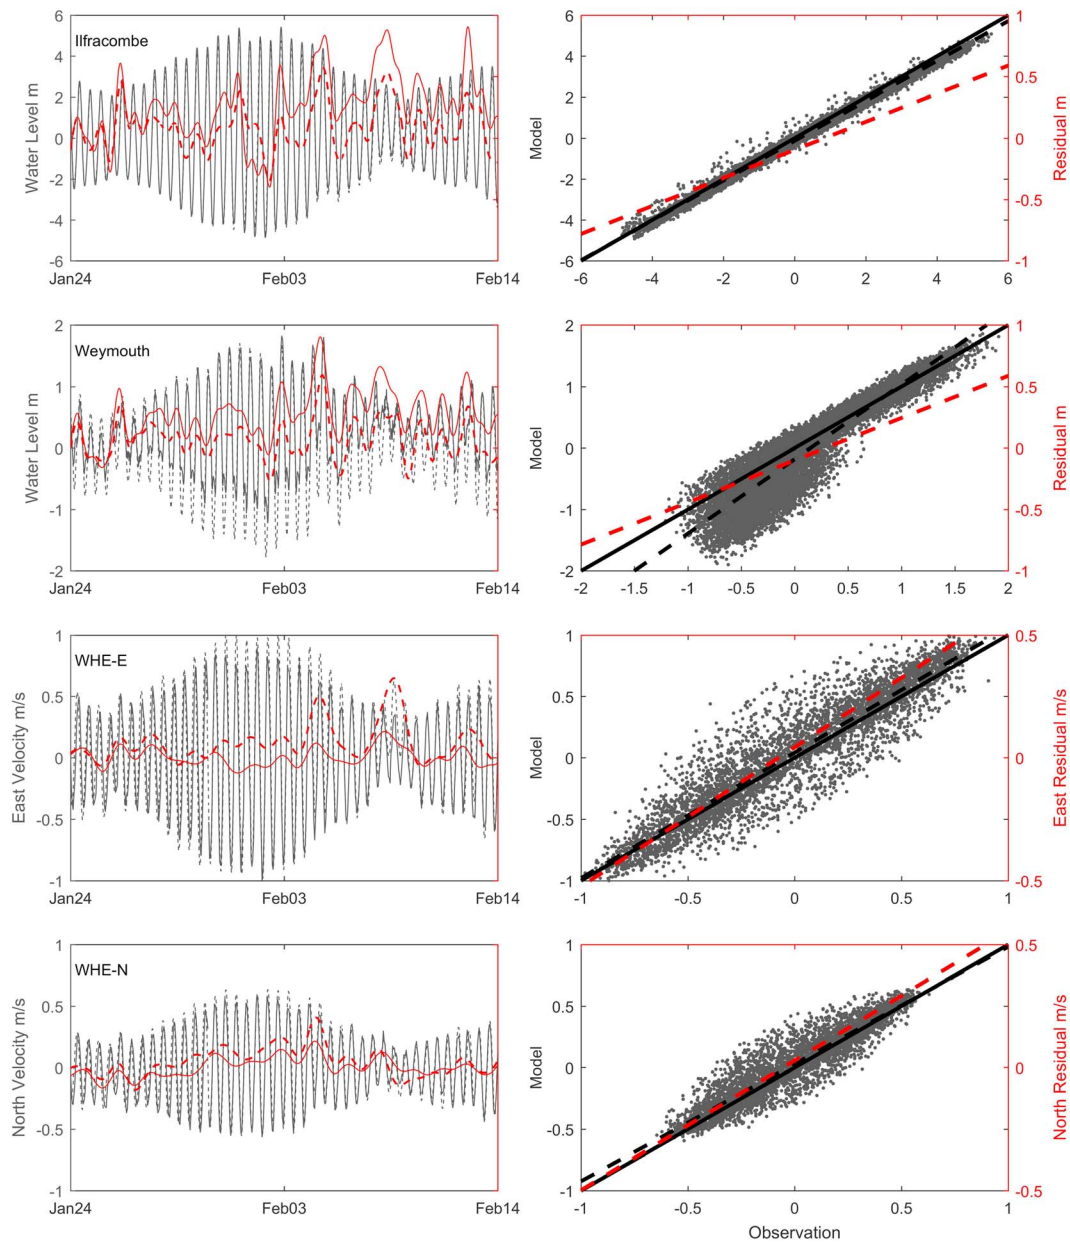 Ilfracombe
Water Level m
6
4
2
0
-2
-4
-6
Jan24
Feb03
Feb14
Model
6
4
2
0
-2
-4
-6
-6
-4
-2
0
2
4
6
1
0.5
0
-0.5
-1
Residual m
Weymouth
Water Level m
2
1
0
-1
-2
Jan24
Feb03
Feb14
Model
2
1
0
-1
-2
-2
-1.5
-1
-0.5
0
0.5
1
1.5
2
1
0.5
0
-0.5
-1
Residual m
WHE-E
East Velocity m/s
1
0.5
0
-0.5
-1
Jan24
Feb03
Feb14
Model
1
0.5
0
-0.5
-1
-1
-0.5
0
0.5
1
0.5
0
-0.5
East Residual m/s
WHE-N
North Velocity m/s
1
0.5
0
-0.5
-1
Jan24
Feb03
Feb14
Model
1
0.5
0
-0.5
-1
-1
-0.5
0
0.5
1
0.5
0
-0.5
North Residual m/s
Observation